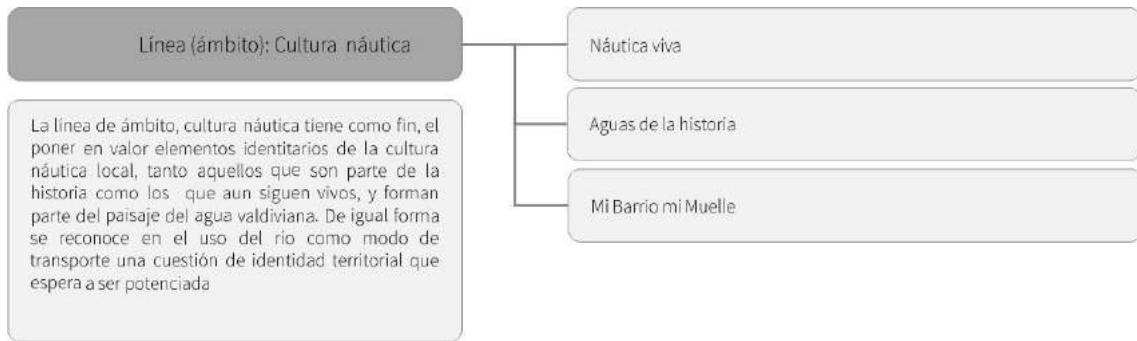 Línea (ámbito): Cultura náutica
La línea de ámbito, cultura náutica tiene como fin, el
poner en valor elementos identitarios de la cultura
náutica local, tanto aquellos que son parte de la
historia como los que aun siguen vivos, y forman
parte del paisaje del agua valdiviana. De igual forma
se reconoce en el uso del río como modo de
transporte una cuestión de identidad territorial que
espera a ser potenciada
Náutica viva
Aguas de la historia
Mi Barrio mi Muelle